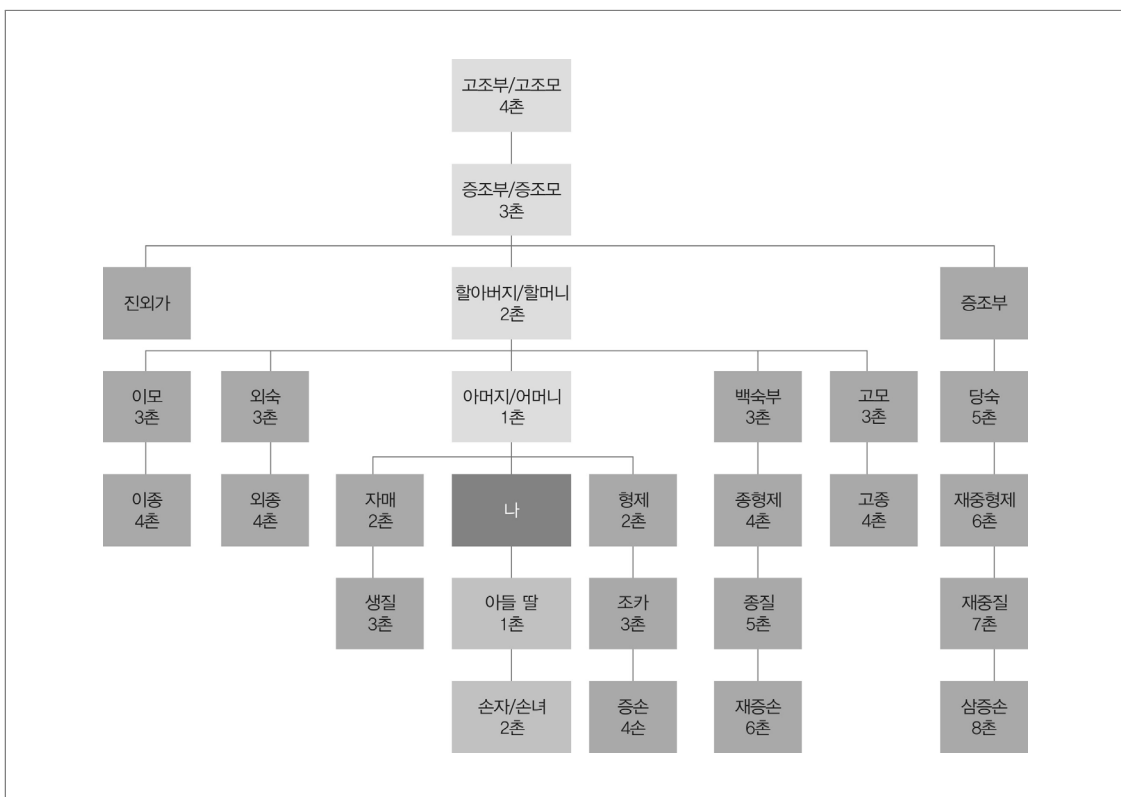 고조부/고조모
4촌
증조부/증조모
3촌
진외가
할아버지/할머니
2촌
증조부
이모
3촌
외숙
3촌
아머지/어머니
1촌
백숙부
3촌
고모
3촌
당숙
5촌
이종
4촌
외종
4촌
자매
2촌
나
형제
2촌
종형제
4촌
고종
4촌
재중형제
6촌
생질
3촌
아들 딸
1촌
조카
3촌
종질
5촌
재중질
7촌
손자/손녀
2촌
증손
4손
재증손
6촌
삼증손
8촌